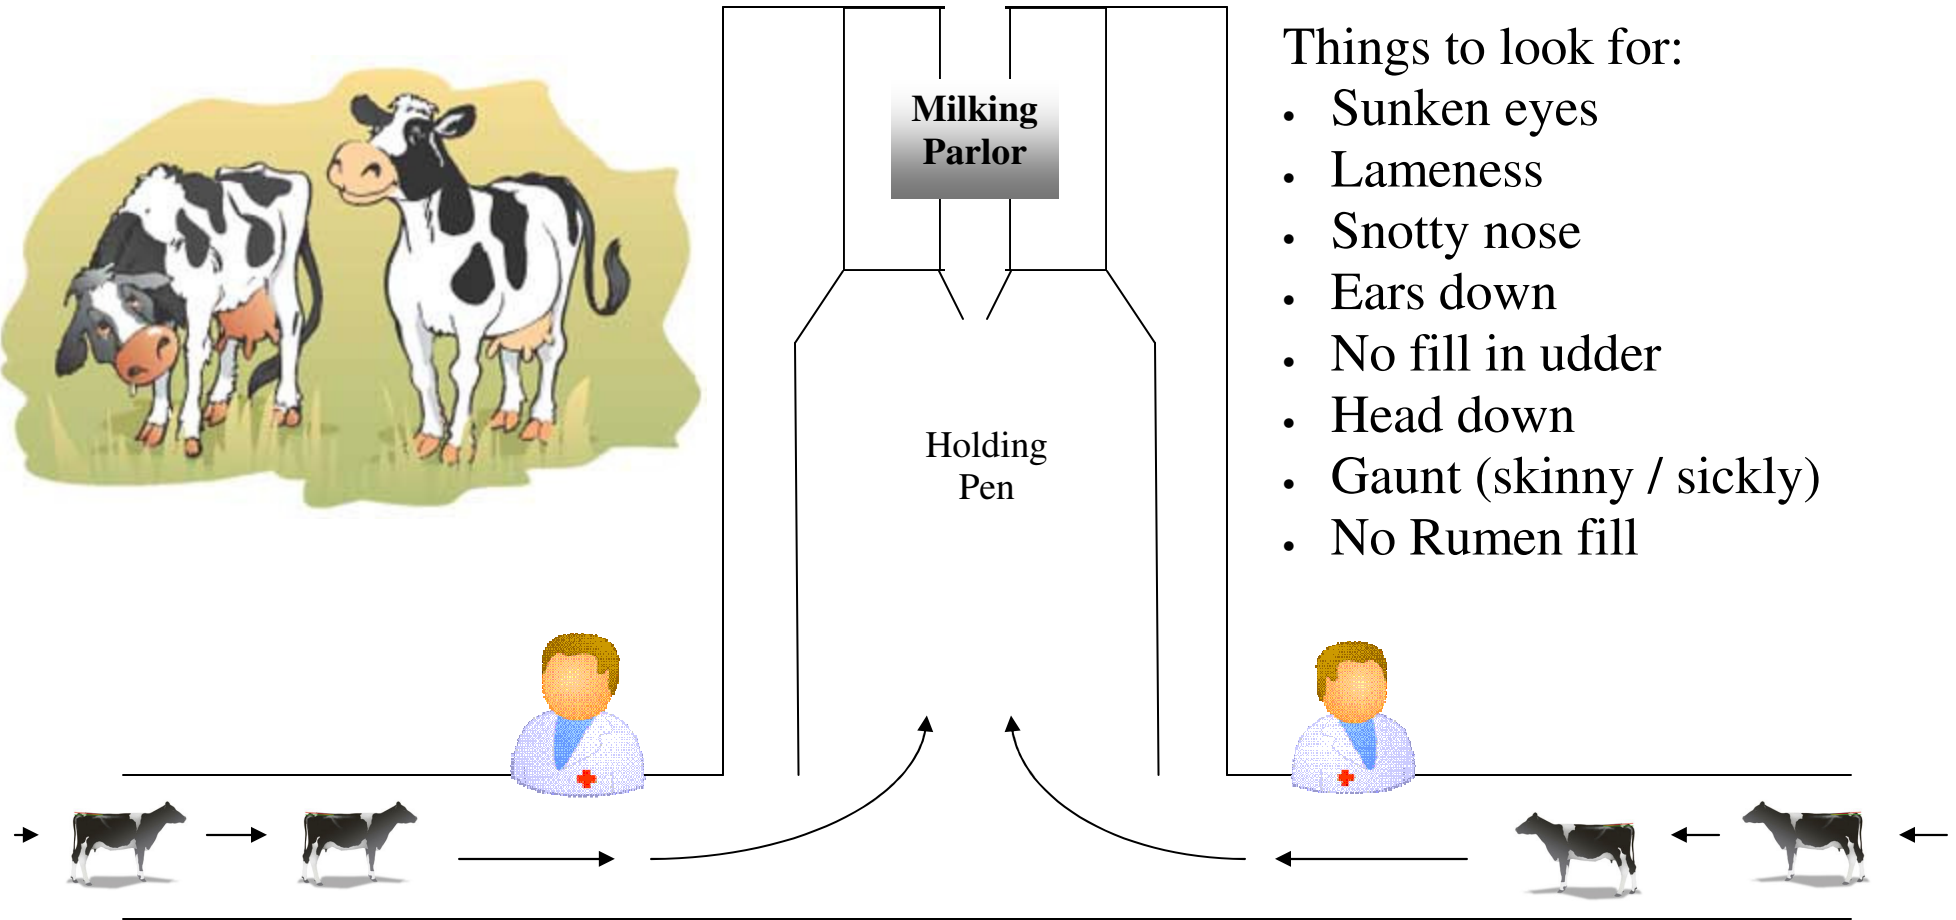 Milking
Parlor
Holding
Pen
Things to look for:
• Sunken eyes
• Lameness
• Snotty nose
• Ears down
• No fill in udder
• Head down
• Gaunt (skinny / sickly)
• No Rumen fill